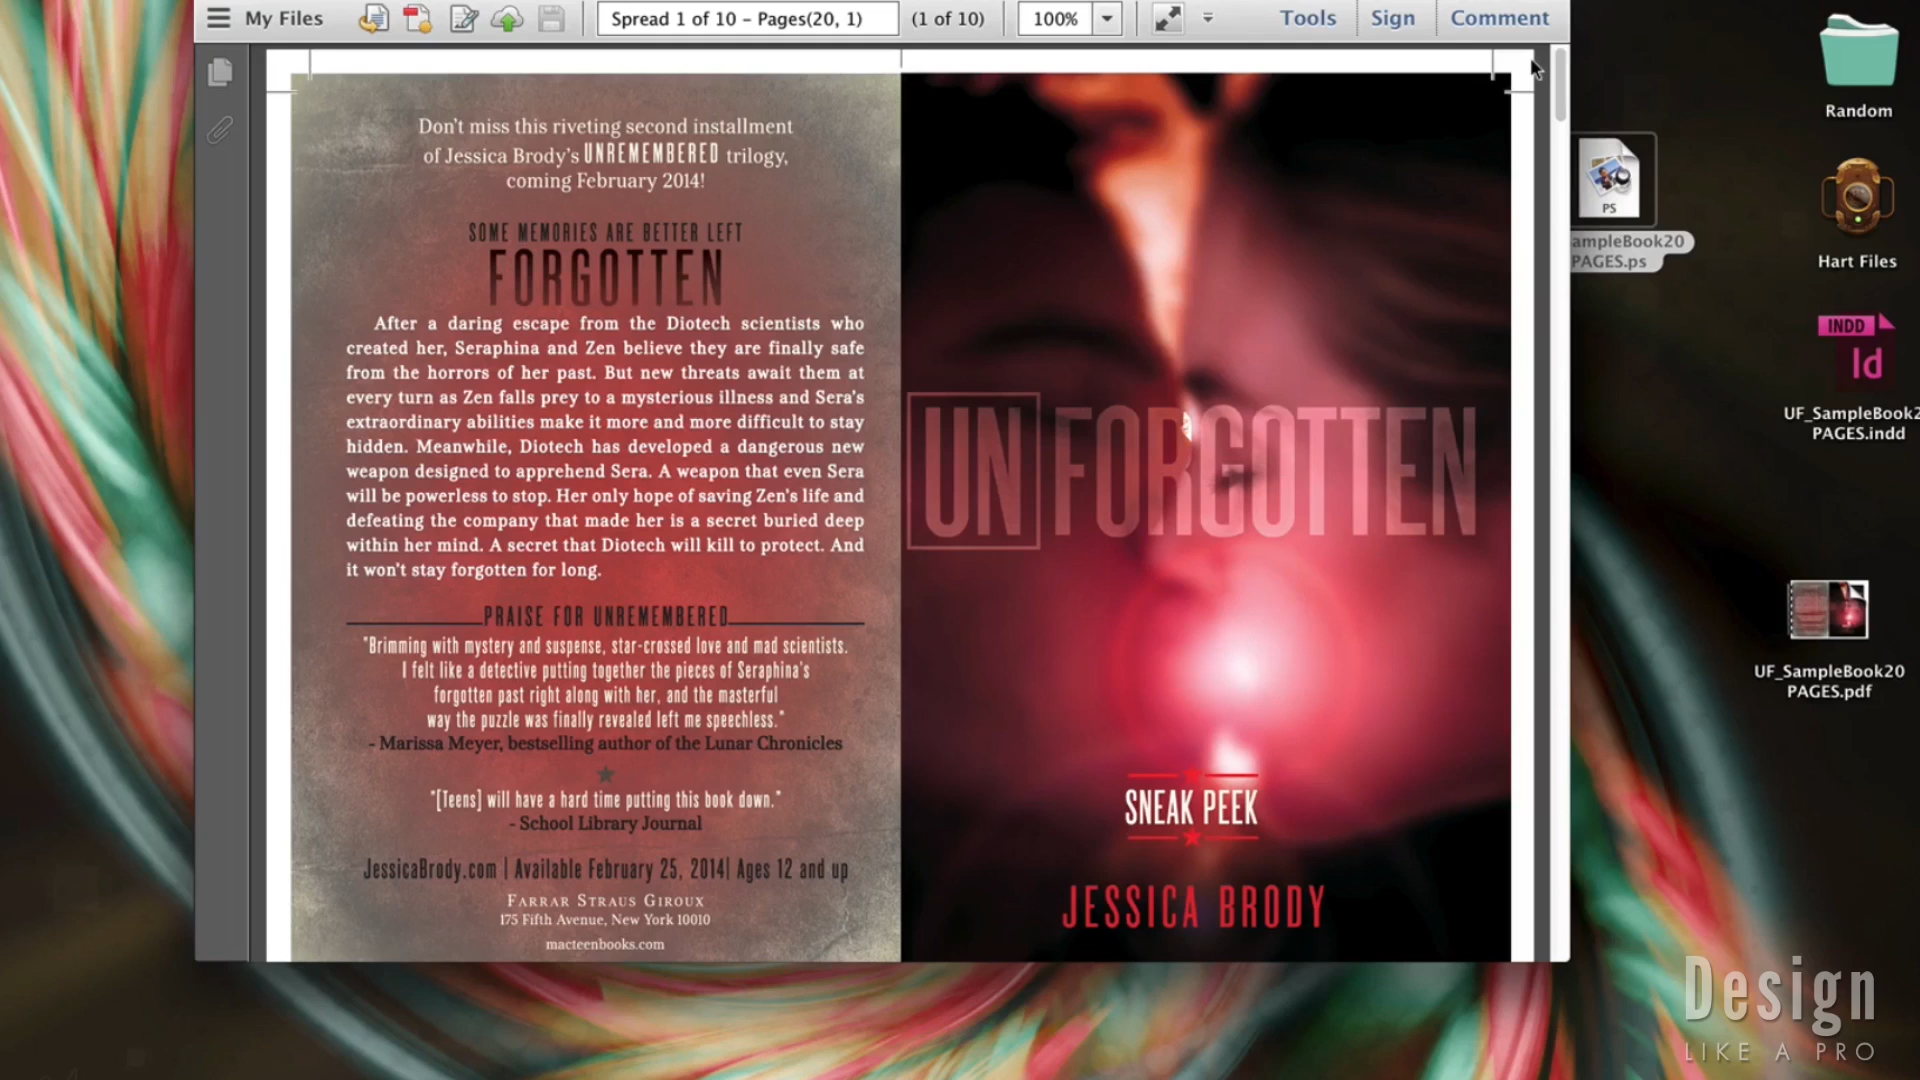 My Files
Spread 1 of 10 - Pages(20, 1)
(1 of 10)
100%
Tools
Sign
Comment
Don't miss this riveting second installment
of Jessica Brody's UNREMEMBERED trilogy,
coming February 2014!
SOME MEMORIES ARE BETTER LEFT
FORGOTTEN
After a daring escape from the Diotech scientists who
created her, Seraphina and Zen believe they are finally safe
from the horrors of her past. But new threats await them at
every turn as Zen falls prey to a mysterious illness and Sera's
extraordinary abilities make it more and more difficult to stay
hidden. Meanwhile, Diotech has developed a dangerous new
weapon designed to apprehend Sera. A weapon that even Sera
will be powerless to stop. Her only hope of saving Zen's life and
defeating the company that made her is a secret buried deep
within her mind. A secret that Diotech will kill to protect. And
it won't stay forgotten for long.
PRAISE FOR UNREMEMBERED
"Brimming with mystery and suspense, star-crossed love and mad scientists.
I felt like a detective putting together the pieces of Seraphina's
forgotten past right along with her, and the masterful
way the puzzle was finally revealed left me speechless."
- Marissa Meyer, bestselling author of the Lunar Chronicles
"[Teens] will have a hard time putting this book down."
- School Library Journal
JessicaBrody.com | Available February 25, 2014| Ages 12 and up
FARRAR STRAUS GIROUX
175 Fifth Avenue, New York 10010
macteenbooks.com
UNFORGOTTEN
SNEAK PEEK
JESSICA BRODY
PS
ampleBook20
PAGES.ps
Random
Hart Files
INDD
Id
UF_SampleBook2
PAGES.indd
UF_SampleBook20
PAGES.pdf
Design
LIKE A PRO